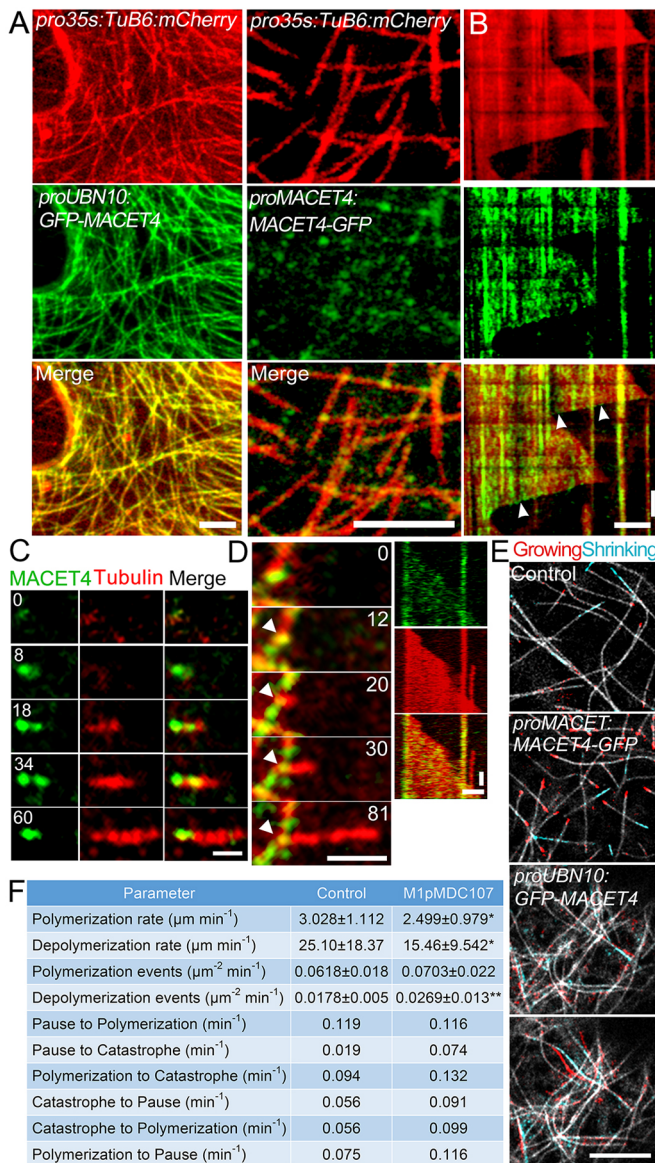 A
pro35s:TuB6:mCherry
pro35s:TuB6:mCherry
B
proUBN10:
GFP-MACET4
proMACET4:
MACET4-GFP
Merge
Merge
C
MACET4 Tubulin Merge
0
8
18
34
60
D
0
12
20
30
81
E
GrowingShrinking
Control
proMACET:
MACET4-GFP
proUBN10:
GFP-MACET4
F
Parameter Control M1pMDC107
Polymerization rate (µm min⁻¹) 3.028±1.112 2.499±0.979*
Depolymerization rate (µm min⁻¹) 25.10±18.37 15.46±9.542*
Polymerization events (µm⁻² min⁻¹) 0.0618±0.018 0.0703±0.022
Depolymerization events (µm⁻² min⁻¹) 0.0178±0.005 0.0269±0.013**
Pause to Polymerization (min⁻¹) 0.119 0.116
Pause to Catastrophe (min⁻¹) 0.019 0.074
Polymerization to Catastrophe (min⁻¹) 0.094 0.132
Catastrophe to Pause (min⁻¹) 0.056 0.091
Catastrophe to Polymerization (min⁻¹) 0.056 0.099
Polymerization to Pause (min⁻¹) 0.075 0.116